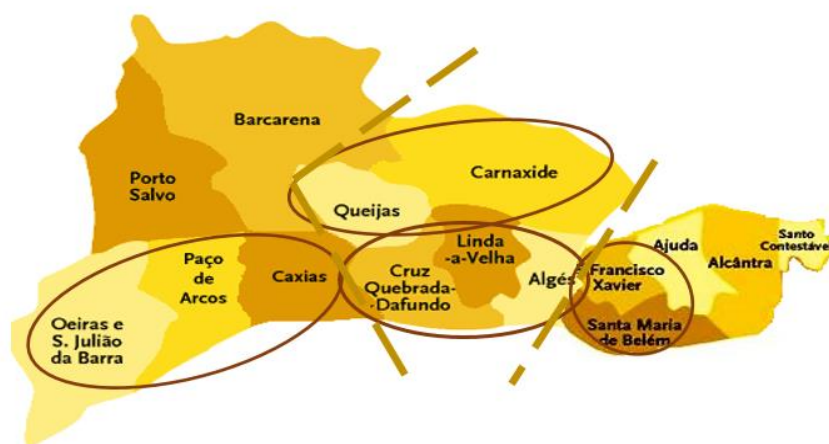 Barcarena
Porto
Salvo
Carnaxide
Queijas
Linda
-a-Velha
Paço
de
Arcos
Caxias
Cruz
Quebrada-
-Dafundo
Algés
Oeiras e
S. Julião
da Barra
Francisco
Xavier
Ajuda
Alcântra
Santo
Contestável
Santa Maria
de Belém